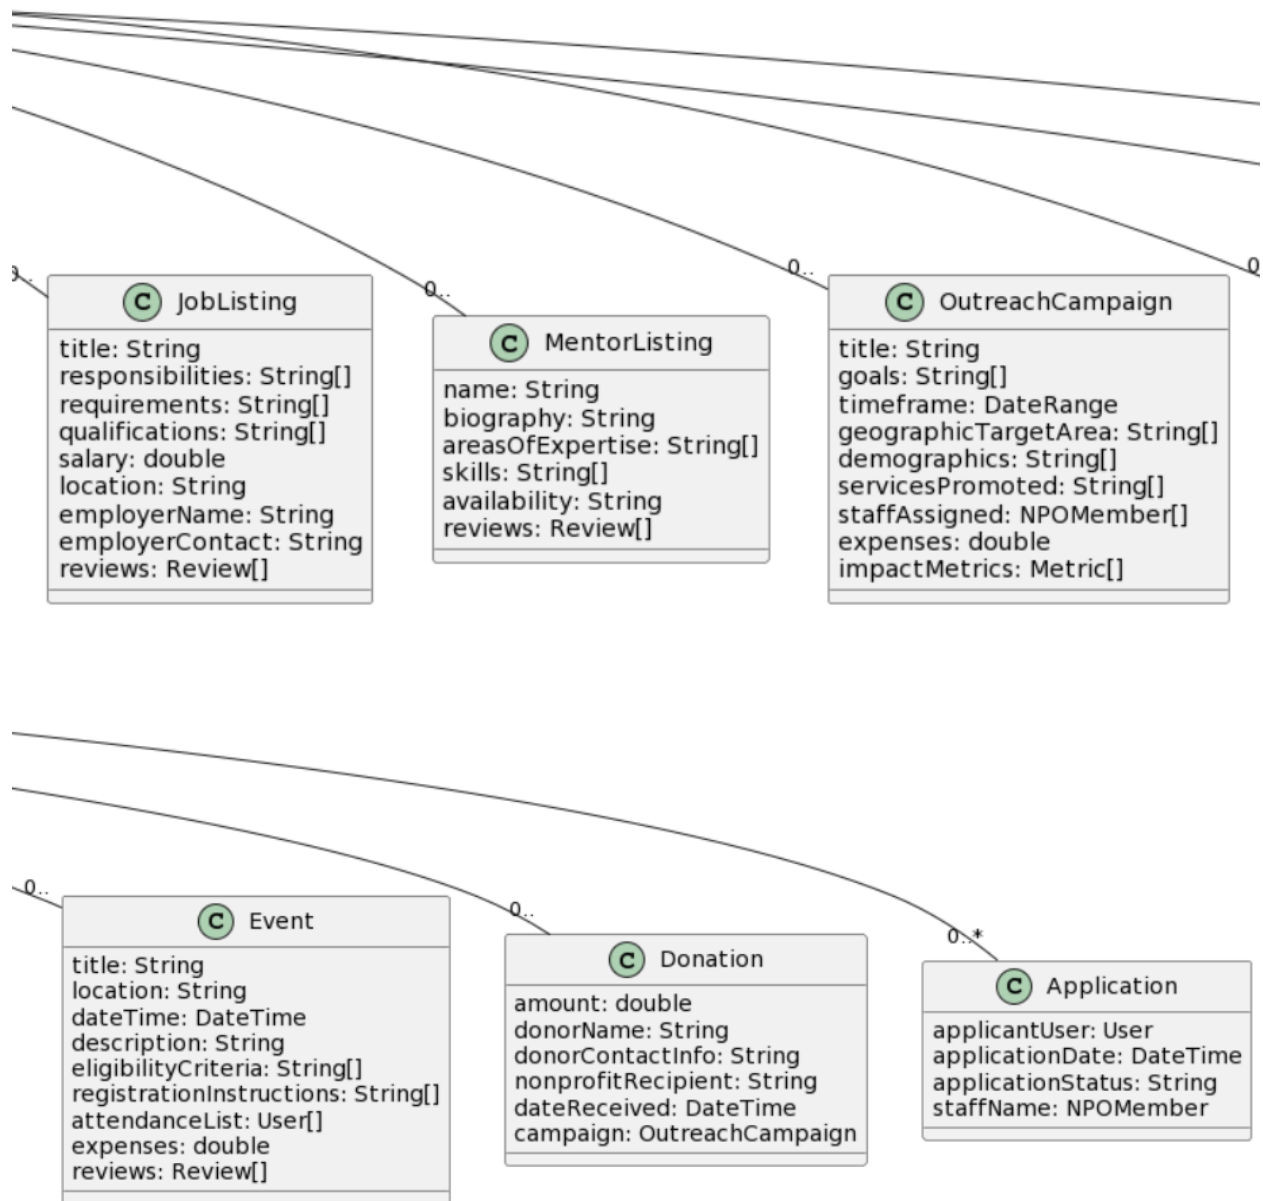 0..
C JobListing
title: String
responsibilities: String[]
requirements: String[]
qualifications: String[]
salary: double
location: String
employerName: String
employerContact: String
reviews: Review[]
0..
C MentorListing
name: String
biography: String
areasOfExpertise: String[]
skills: String[]
availability: String
reviews: Review[]
0..
C OutreachCampaign
title: String
goals: String[]
timeframe: DateRange
geographicTargetArea: String[]
demographics: String[]
servicesPromoted: String[]
staffAssigned: NPOMember[]
expenses: double
impactMetrics: Metric[]
0
0..
C Event
title: String
location: String
dateTime: DateTime
description: String
eligibilityCriteria: String[]
registrationInstructions: String[]
attendanceList: User[]
expenses: double
reviews: Review[]
0..
C Donation
amount: double
donorName: String
donorContactInfo: String
nonprofitRecipient: String
dateReceived: DateTime
campaign: OutreachCampaign
0..*
C Application
applicantUser: User
applicationDate: DateTime
applicationStatus: String
staffName: NPOMember